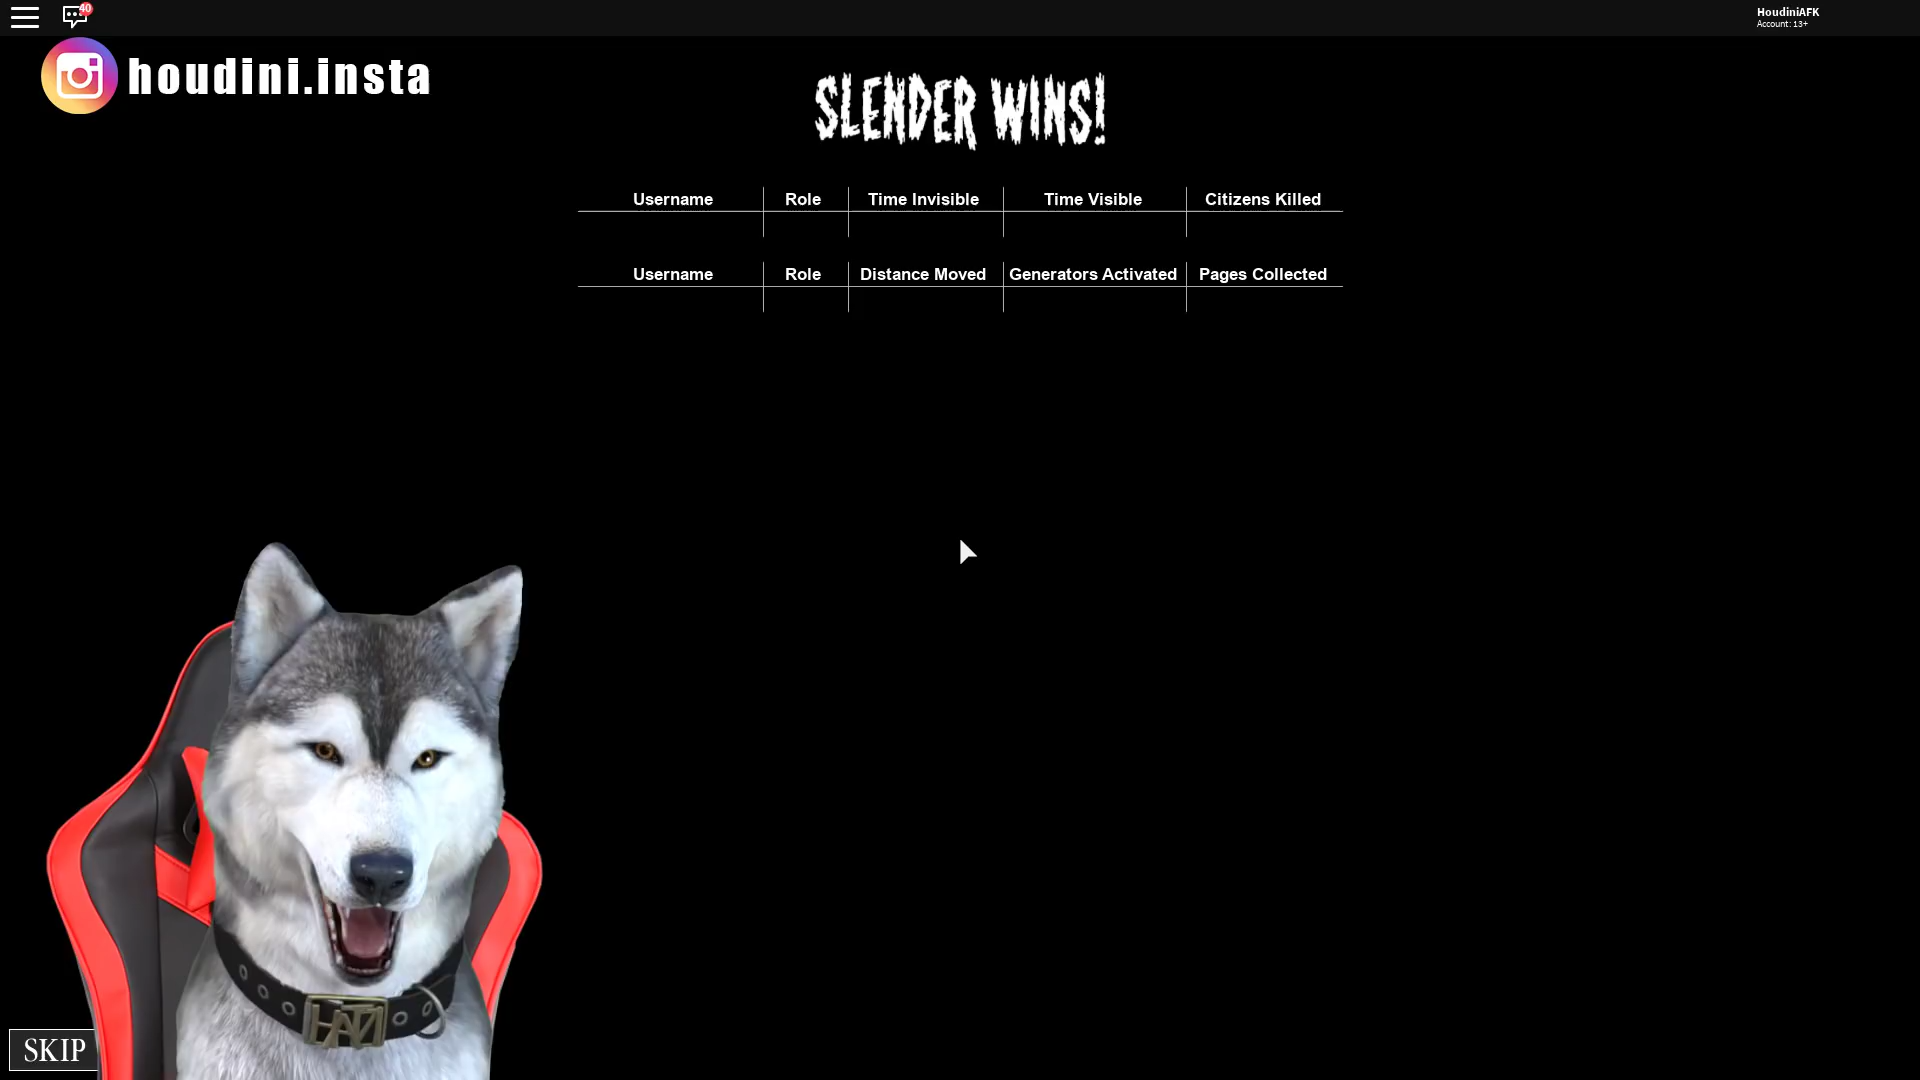 40
HoudiniAFK
Account: 13+
houdini.insta
SLENDER WINS!
Username Role Time Invisible Time Visible Citizens Killed
Username Role Distance Moved Generators Activated Pages Collected
SKIP